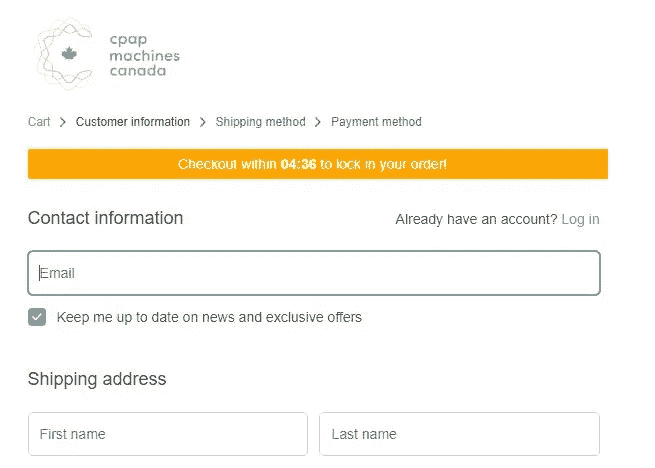 cpap
machines
canada
Cart > Customer information > Shipping method > Payment method
Checkout within 04:36 to lock in your order!
Contact information Already have an account? Log in
Email
Keep me up to date on news and exclusive offers
Shipping address
First name Last name